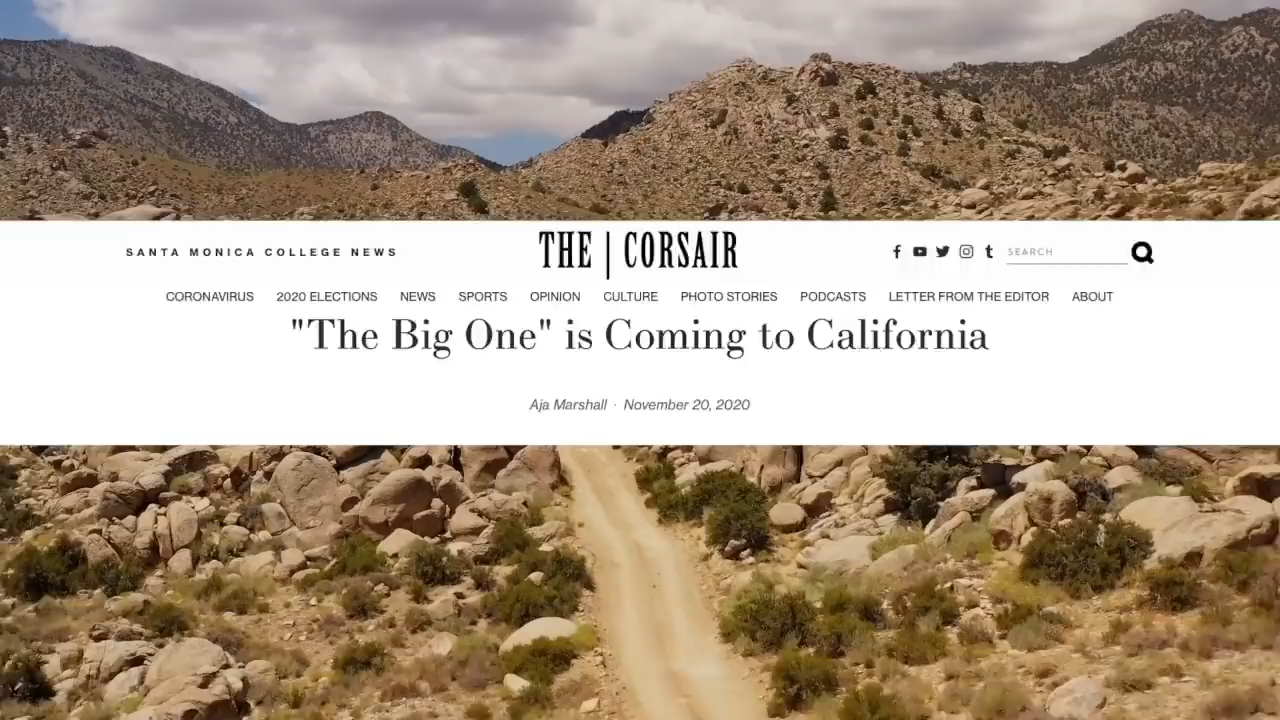 SANTA MONICA COLLEGE NEWS
THE | CORSAIR
SEARCH
CORONAVIRUS 2020 ELECTIONS NEWS SPORTS OPINION CULTURE PHOTO STORIES PODCASTS LETTER FROM THE EDITOR ABOUT
"The Big One" is Coming to California
Aja Marshall · November 20, 2020